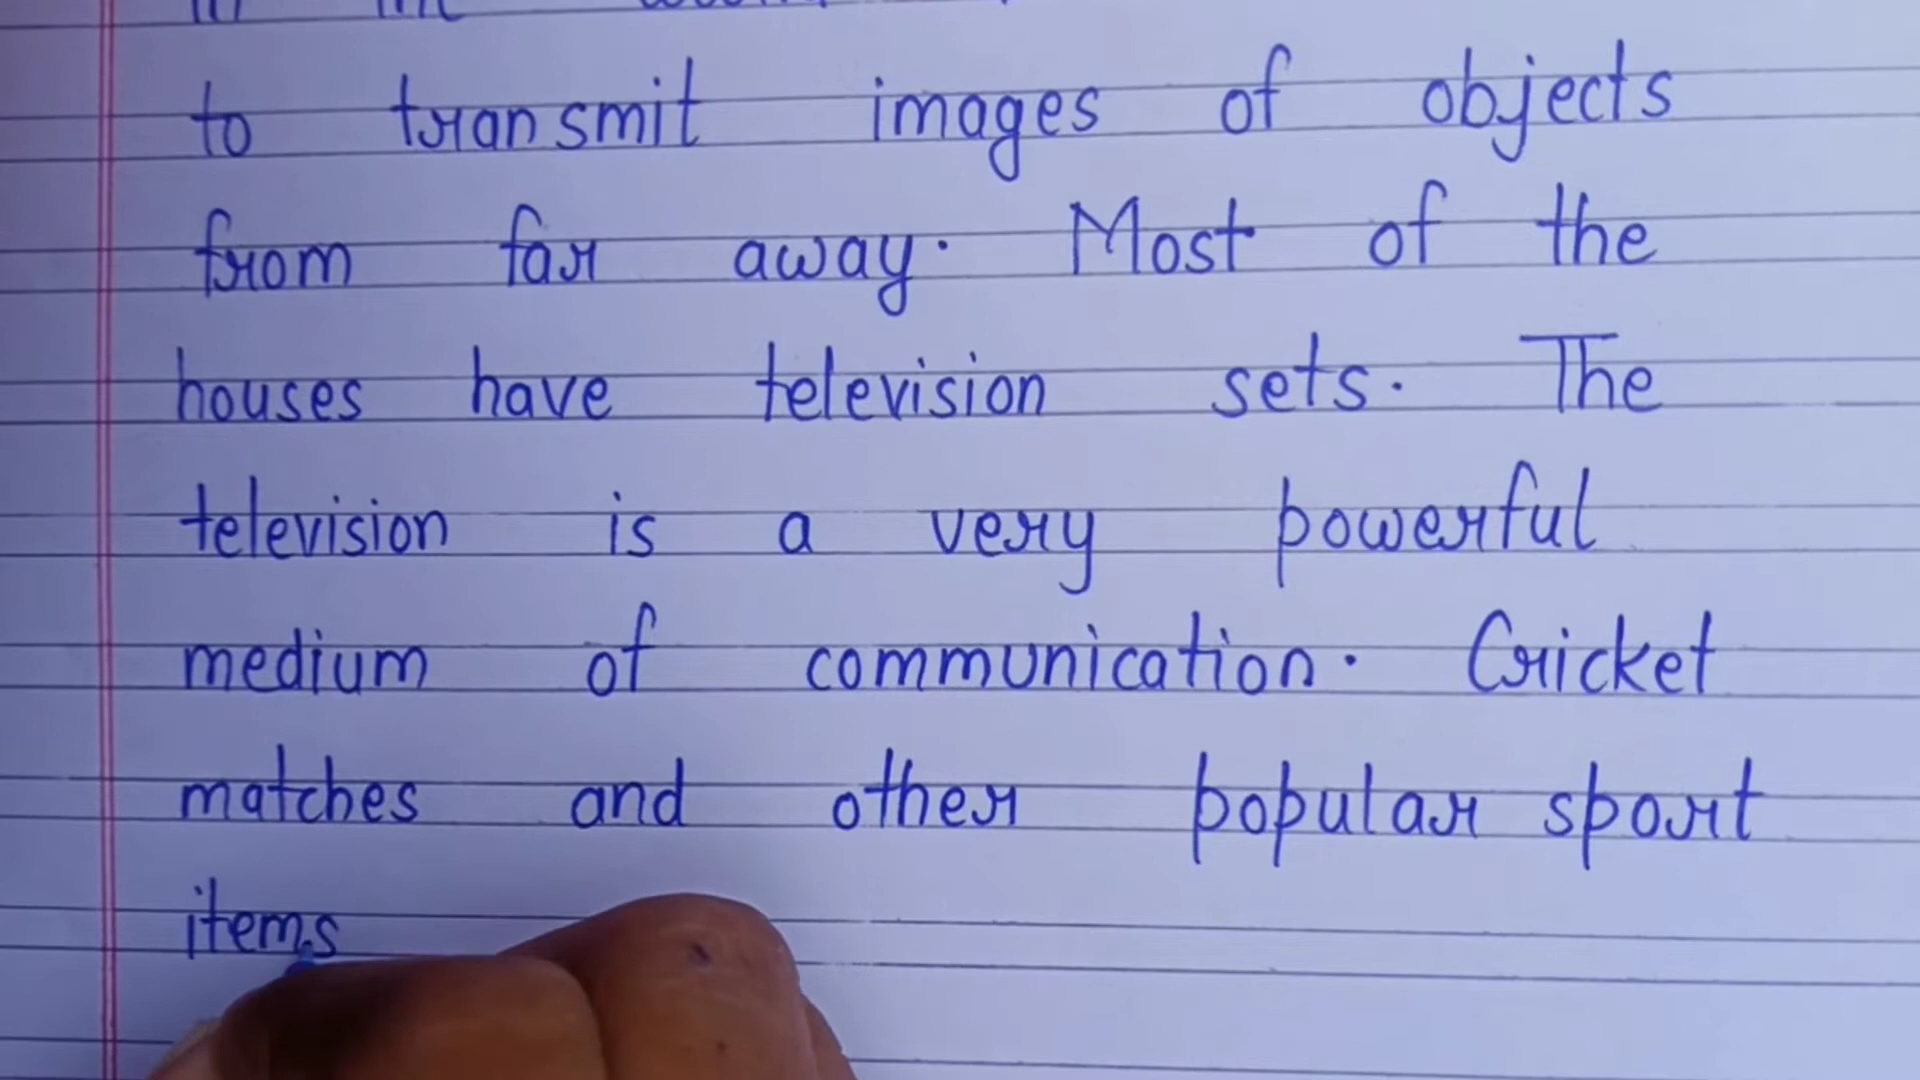 to transmit images of objects
from far away. Most of the
houses have television sets. The
television is a very powerful
medium of communication. Cricket
matches and other popular sport
items